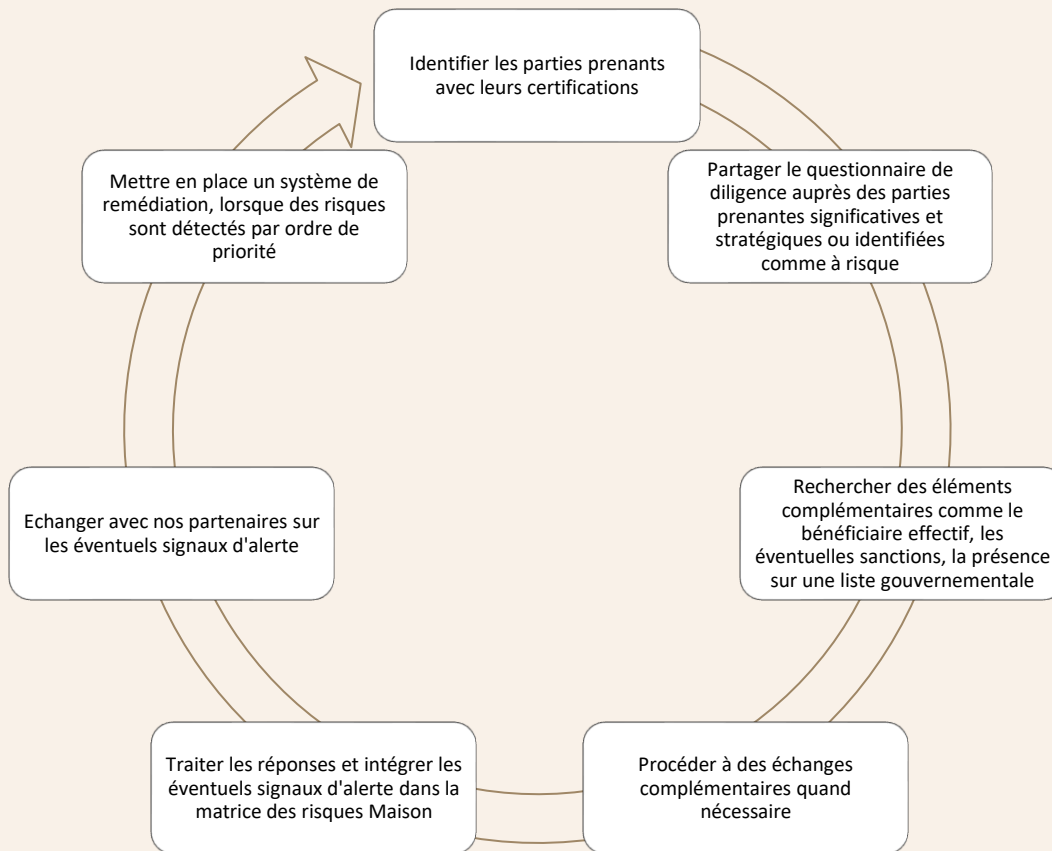 Identifier les parties prenants
avec leurs certifications
Partager le questionnaire de
diligence auprès des parties
prenantes significatives et
stratégiques ou identifiées
comme à risque
Rechercher des éléments
complémentaires comme le
bénéficiaire effectif, les
éventuelles sanctions, la présence
sur une liste gouvernementale
Procéder à des échanges
complémentaires quand
nécessaire
Traiter les réponses et intégrer les
éventuels signaux d'alerte dans la
matrice des risques Maison
Echanger avec nos partenaires sur
les éventuels signaux d'alerte
Mettre en place un système de
remédiation, lorsque des risques
sont détectés par ordre de
priorité